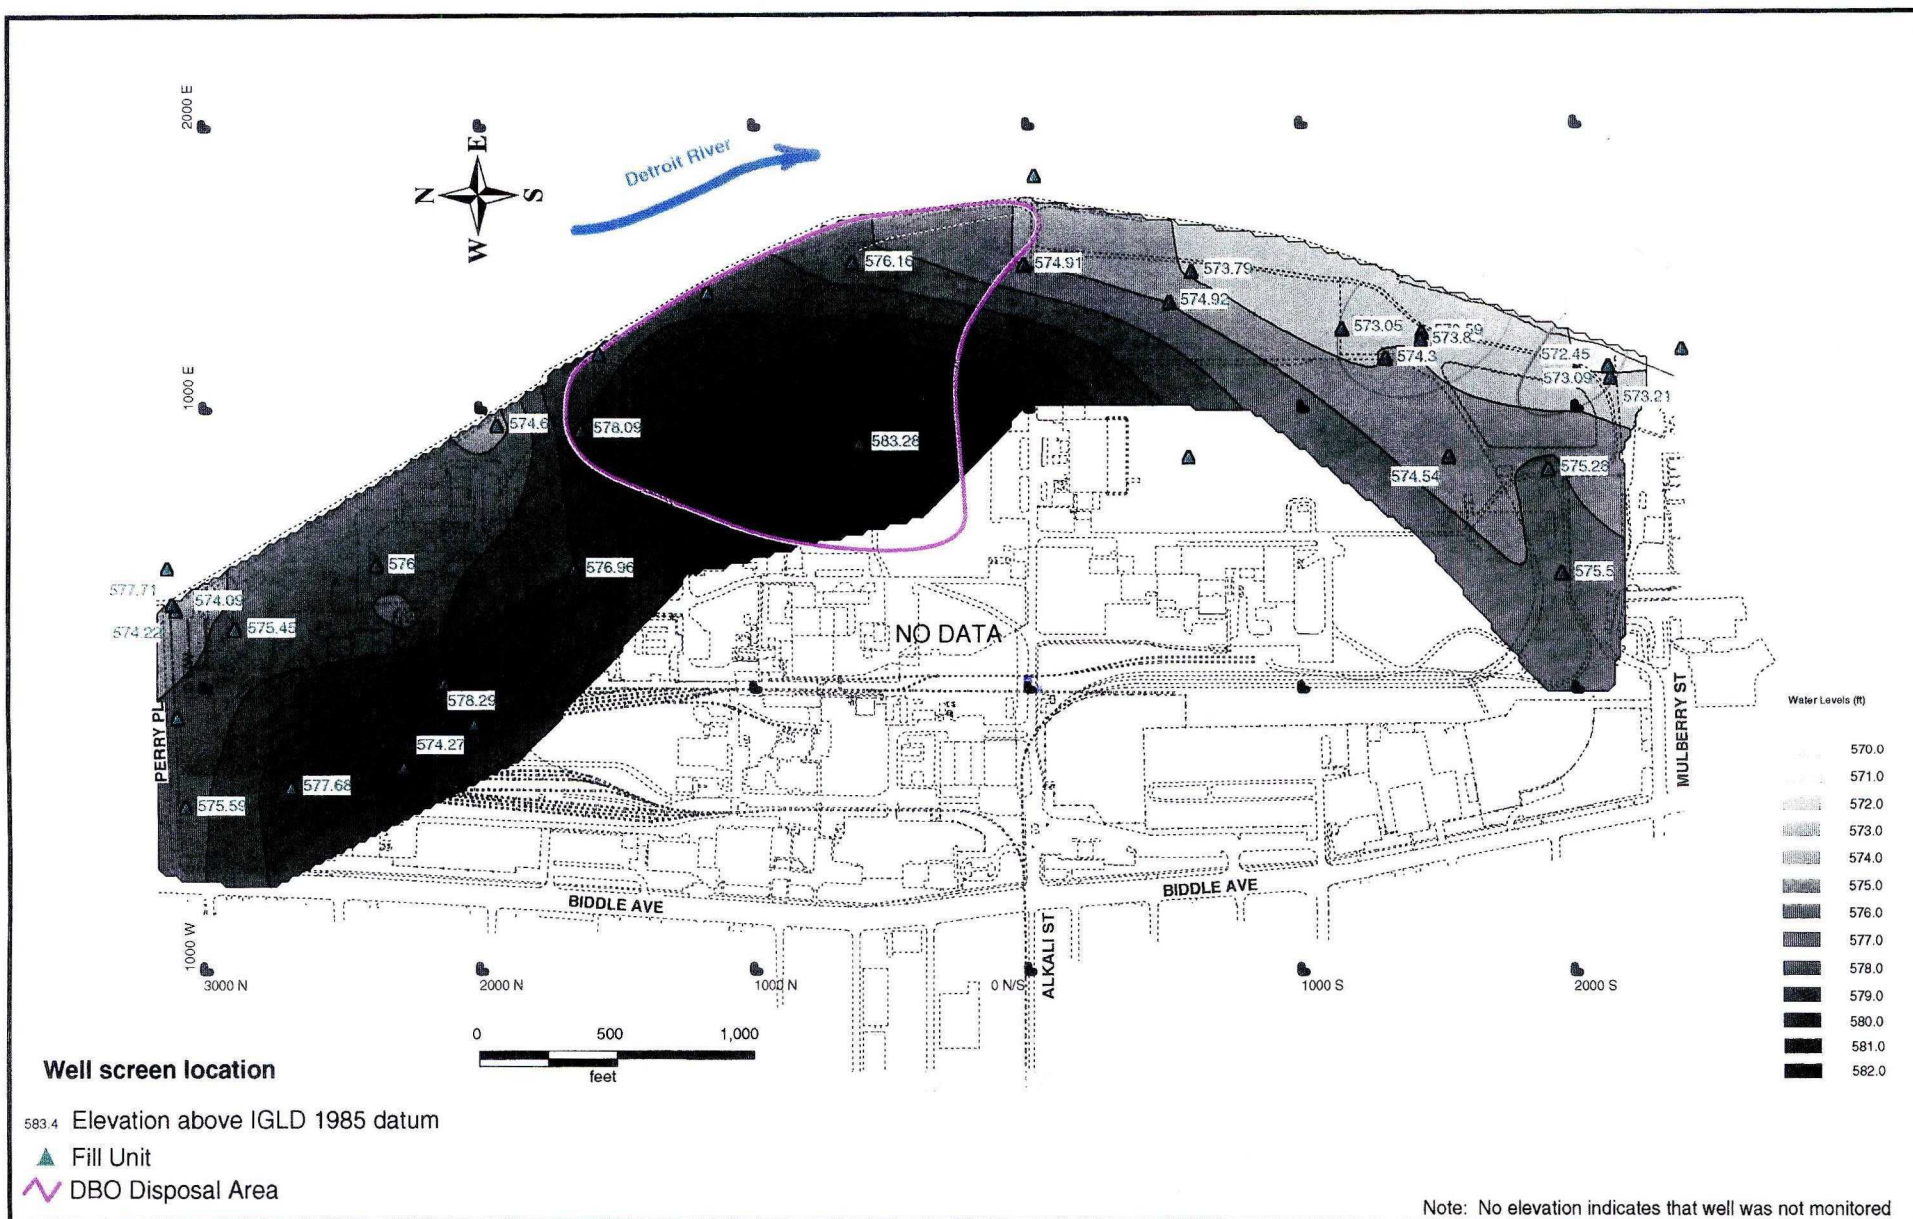 2000 E
E
N
S
W
Detroit River
576.16
574.91
573.79
574.92
573.05
573.8
574.3
572.45
573.09
573.21
1000 E
574.6
578.09
583.28
574.54
575.28
576
576.96
575.5
577.71
574.09
574.22
575.45
NO DATA
578.29
574.27
577.68
575.59
PERRY PL
MULBERRY ST
BIDDLE AVE
BIDDLE AVE
ALKALI ST
1000 W
3000 N
2000 N
1000 N
0 N/S
1000 S
2000 S
Water Levels (ft)
570.0
571.0
572.0
573.0
574.0
575.0
576.0
577.0
578.0
579.0
580.0
581.0
582.0
0 500 1,000
feet
Well screen location
583.4 Elevation above IGLD 1985 datum
Fill Unit
DBO Disposal Area
Note: No elevation indicates that well was not monitored